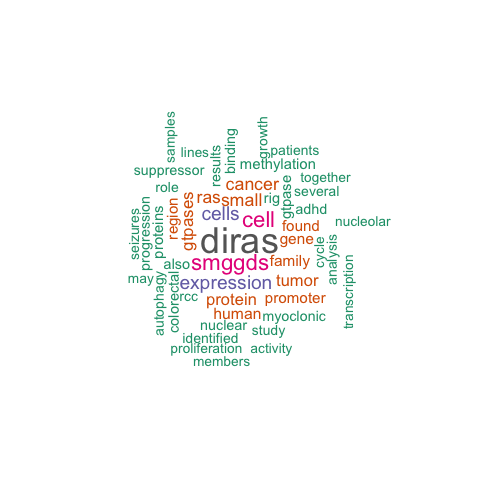 samples
growth
lines
results
binding
patients
suppressor
methylation
together
role
cancer
ras
small
rig
gtpase
several
seizures
progression
proteins
region
gtpases
cells
cell
adhd
nucleolar
found
diras
gene
cycle
analysis
transcription
also
smggds
family
may
autophagy
colorectal
expression
tumor
ercc
protein
promoter
human
myoclonic
nuclear
study
identified
proliferation
activity
members